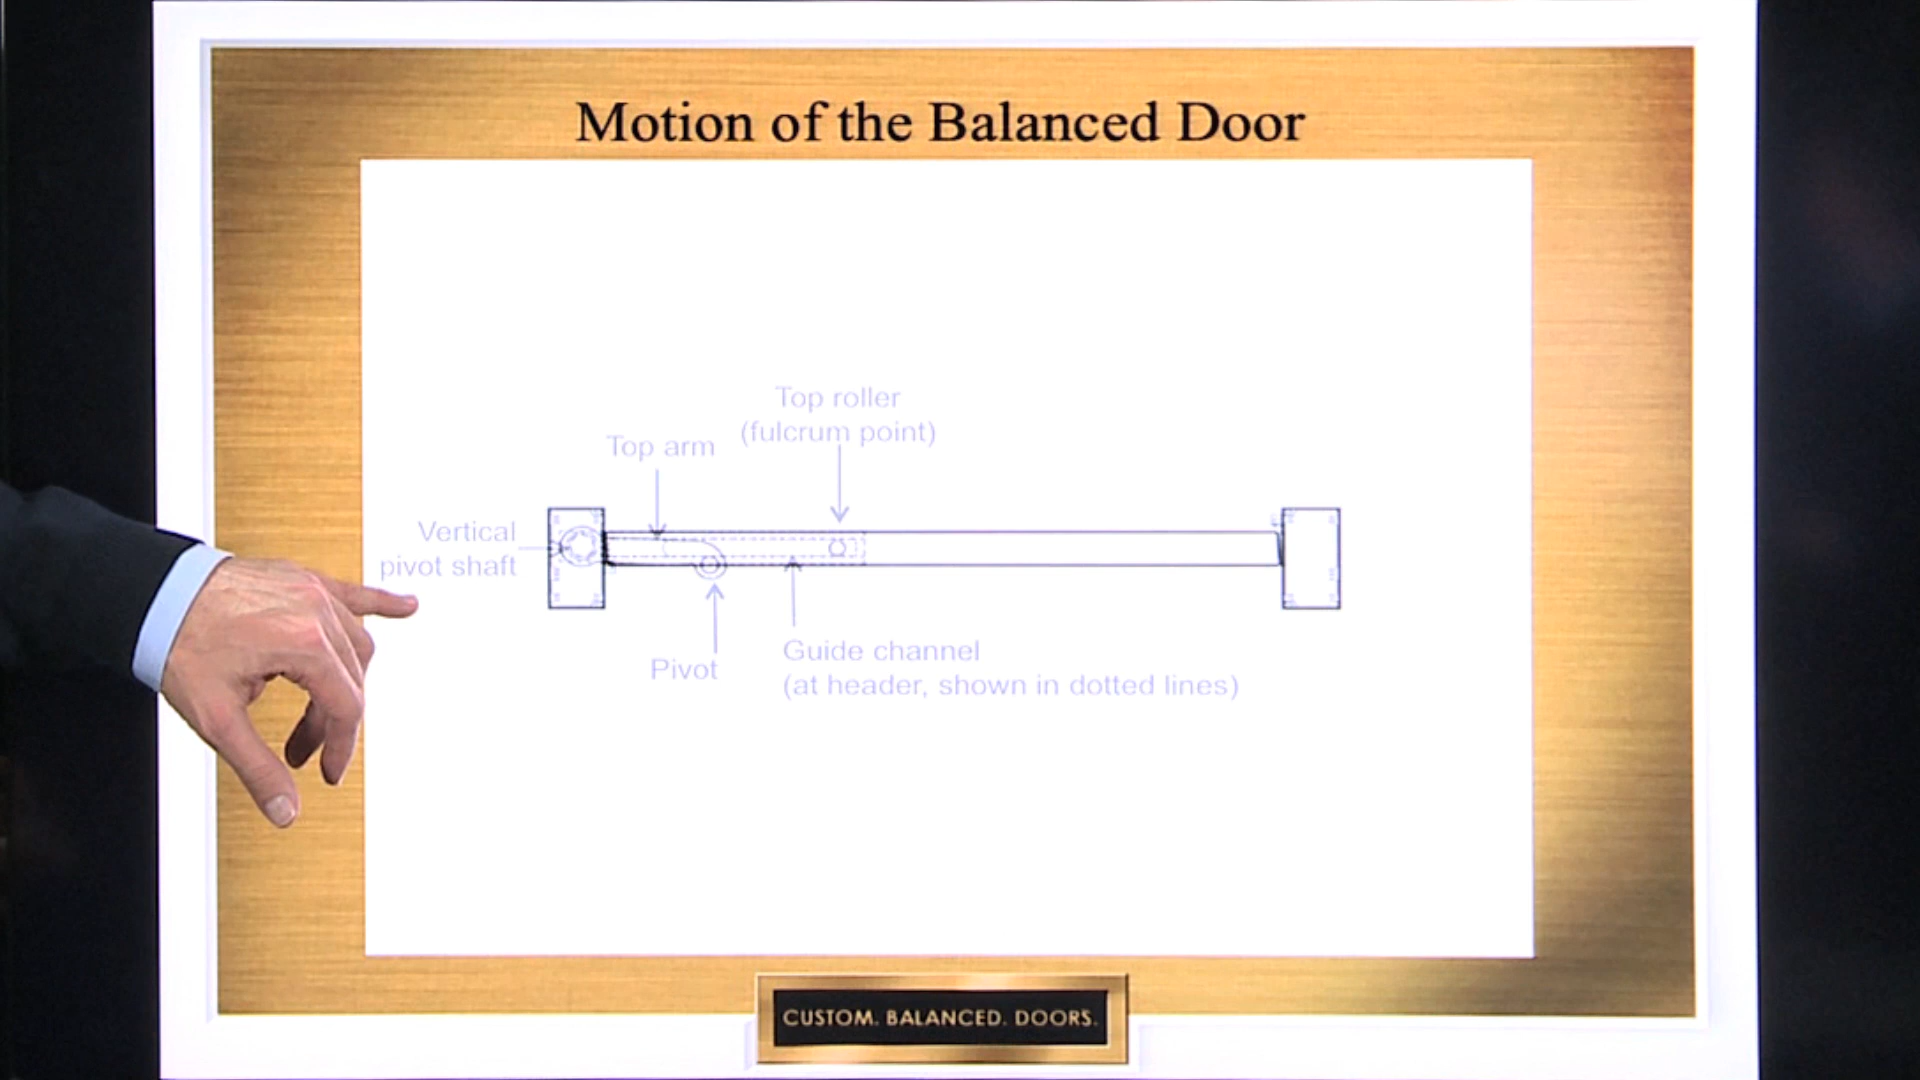 Motion of the Balanced Door
Top roller
(fulcrum point)
Top arm
Vertical
pivot shaft
Pivot
Guide channel
(at header, shown in dotted lines)
CUSTOM. BALANCED. DOORS.